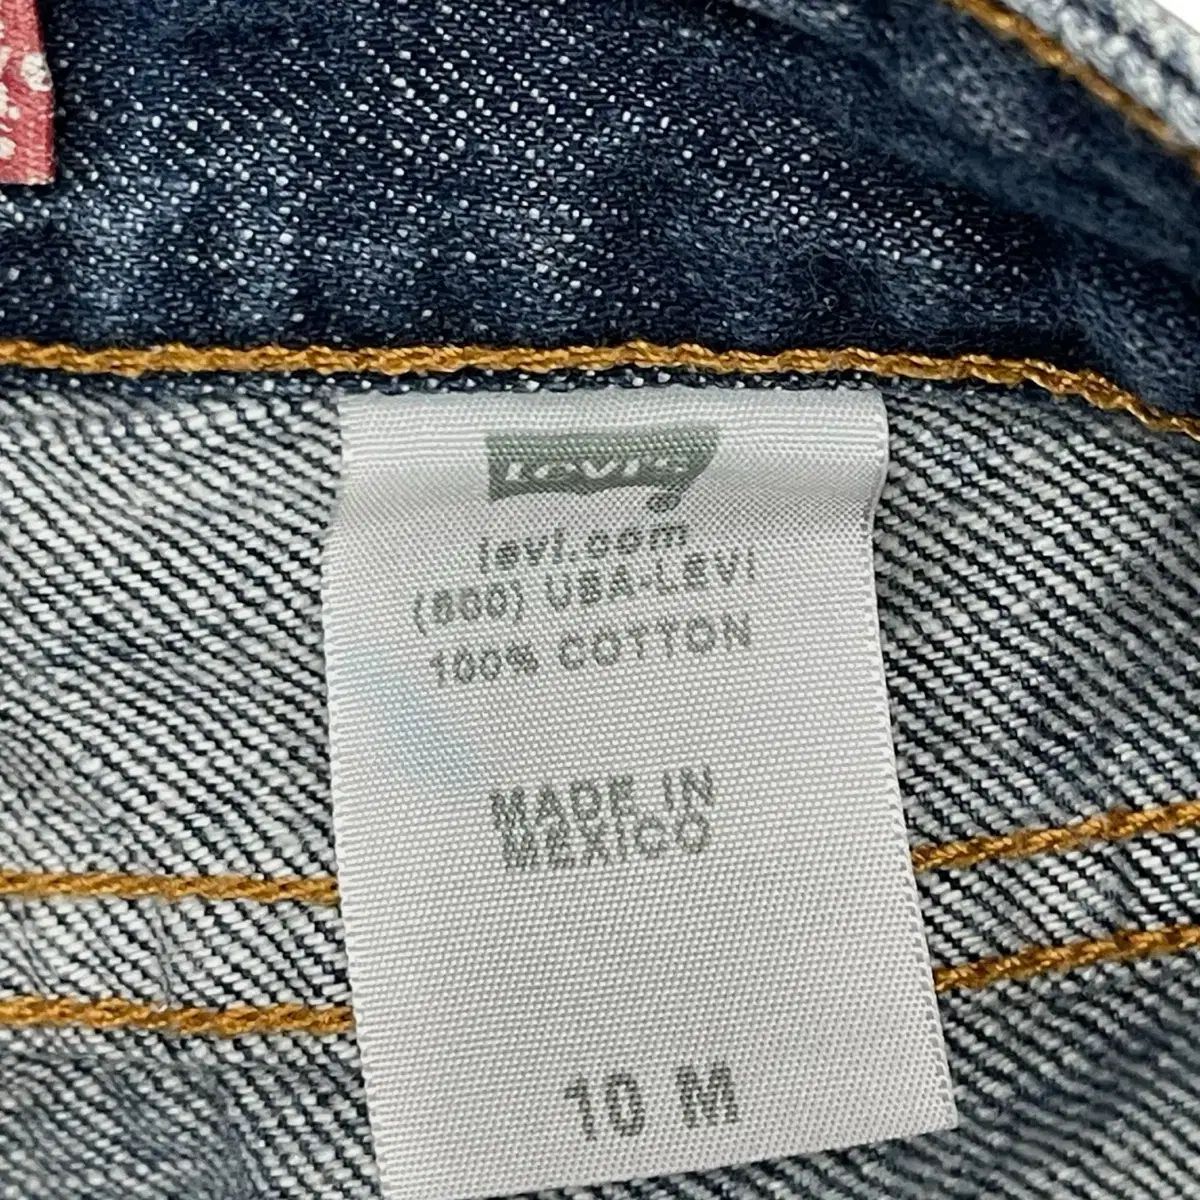 Levi's
®
levi.com
(800) USA-LEVI
100% COTTON
MADE IN
MEXICO
10 M